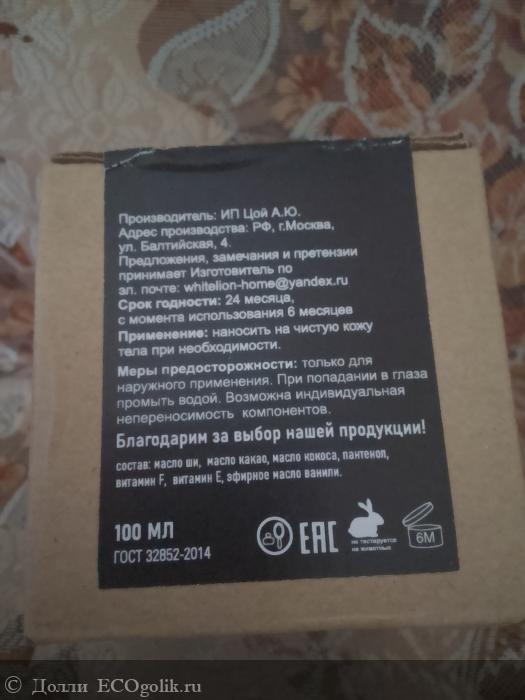 Производитель: ИП Цой А.Ю.
Адрес производства: РФ, г.Москва,
ул. Балтийская, 4.
Предложения, замечания и претензии
принимает Изготовитель по
эл. почте: whitelion-home@yandex.ru
Срок годности: 24 месяца,
с момента использования 6 месяцев
Применение: наносить на чистую кожу
тела при необходимости.
Меры предосторожности: только для
наружного применения. При попадании в глаза
промыть водой. Возможна индивидуальная
непереносимость компонентов.
Благодарим за выбор нашей продукции!
состав: масло ши, масло какао, масло кокоса, пантенол,
витамин F, витамин Е, эфирное масло ванили.
100 МЛ
ГОСТ 32852-2014
ЕАС
не тестируется
на животных
6М
© Долли ECOgolik.ru